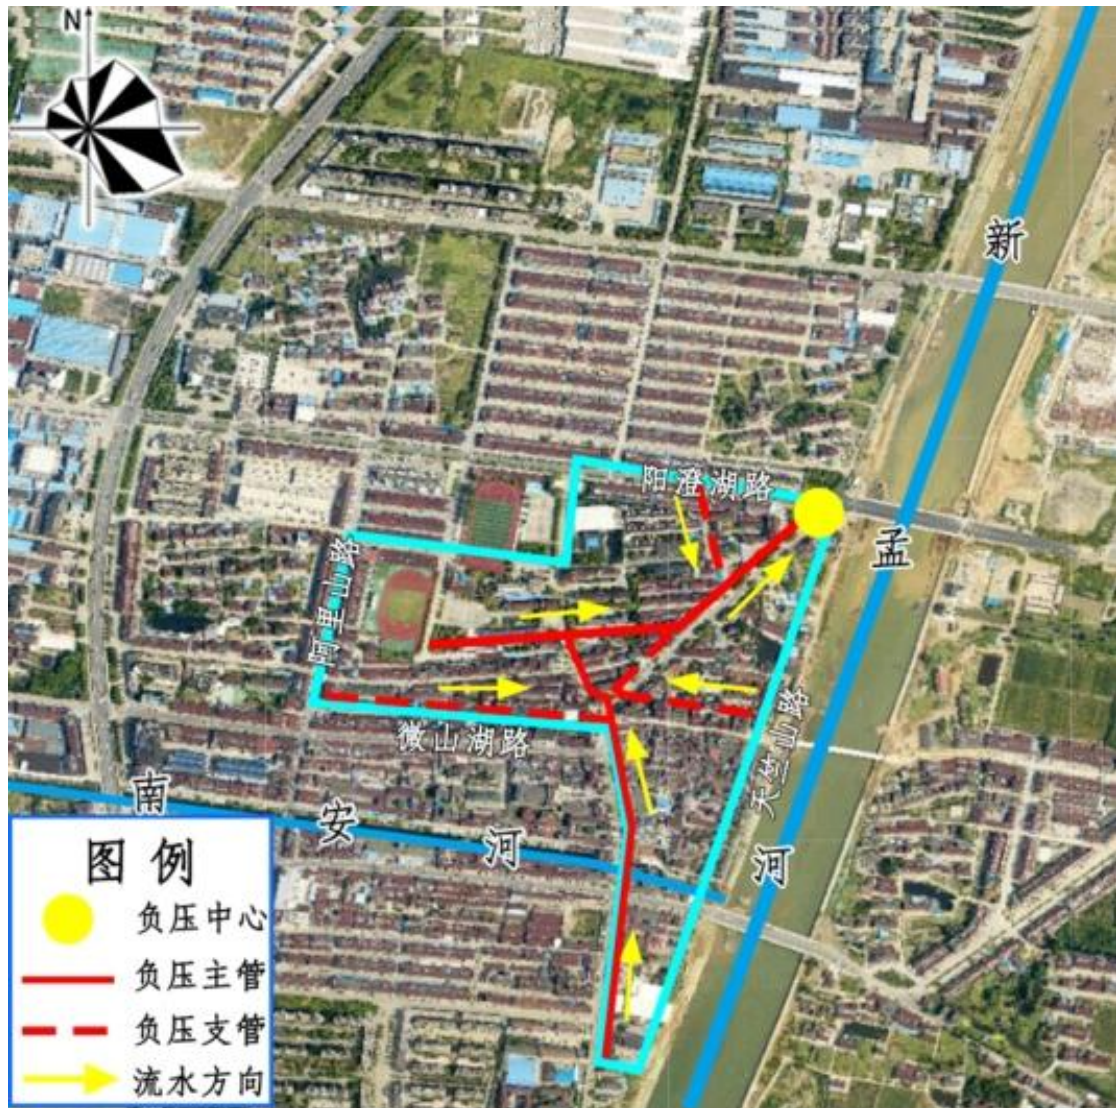 N
新
阳澄湖路
孟
阿里山路
微山湖路
天竺山路
南安河
河
图例
负压中心
负压主管
负压支管
流水方向